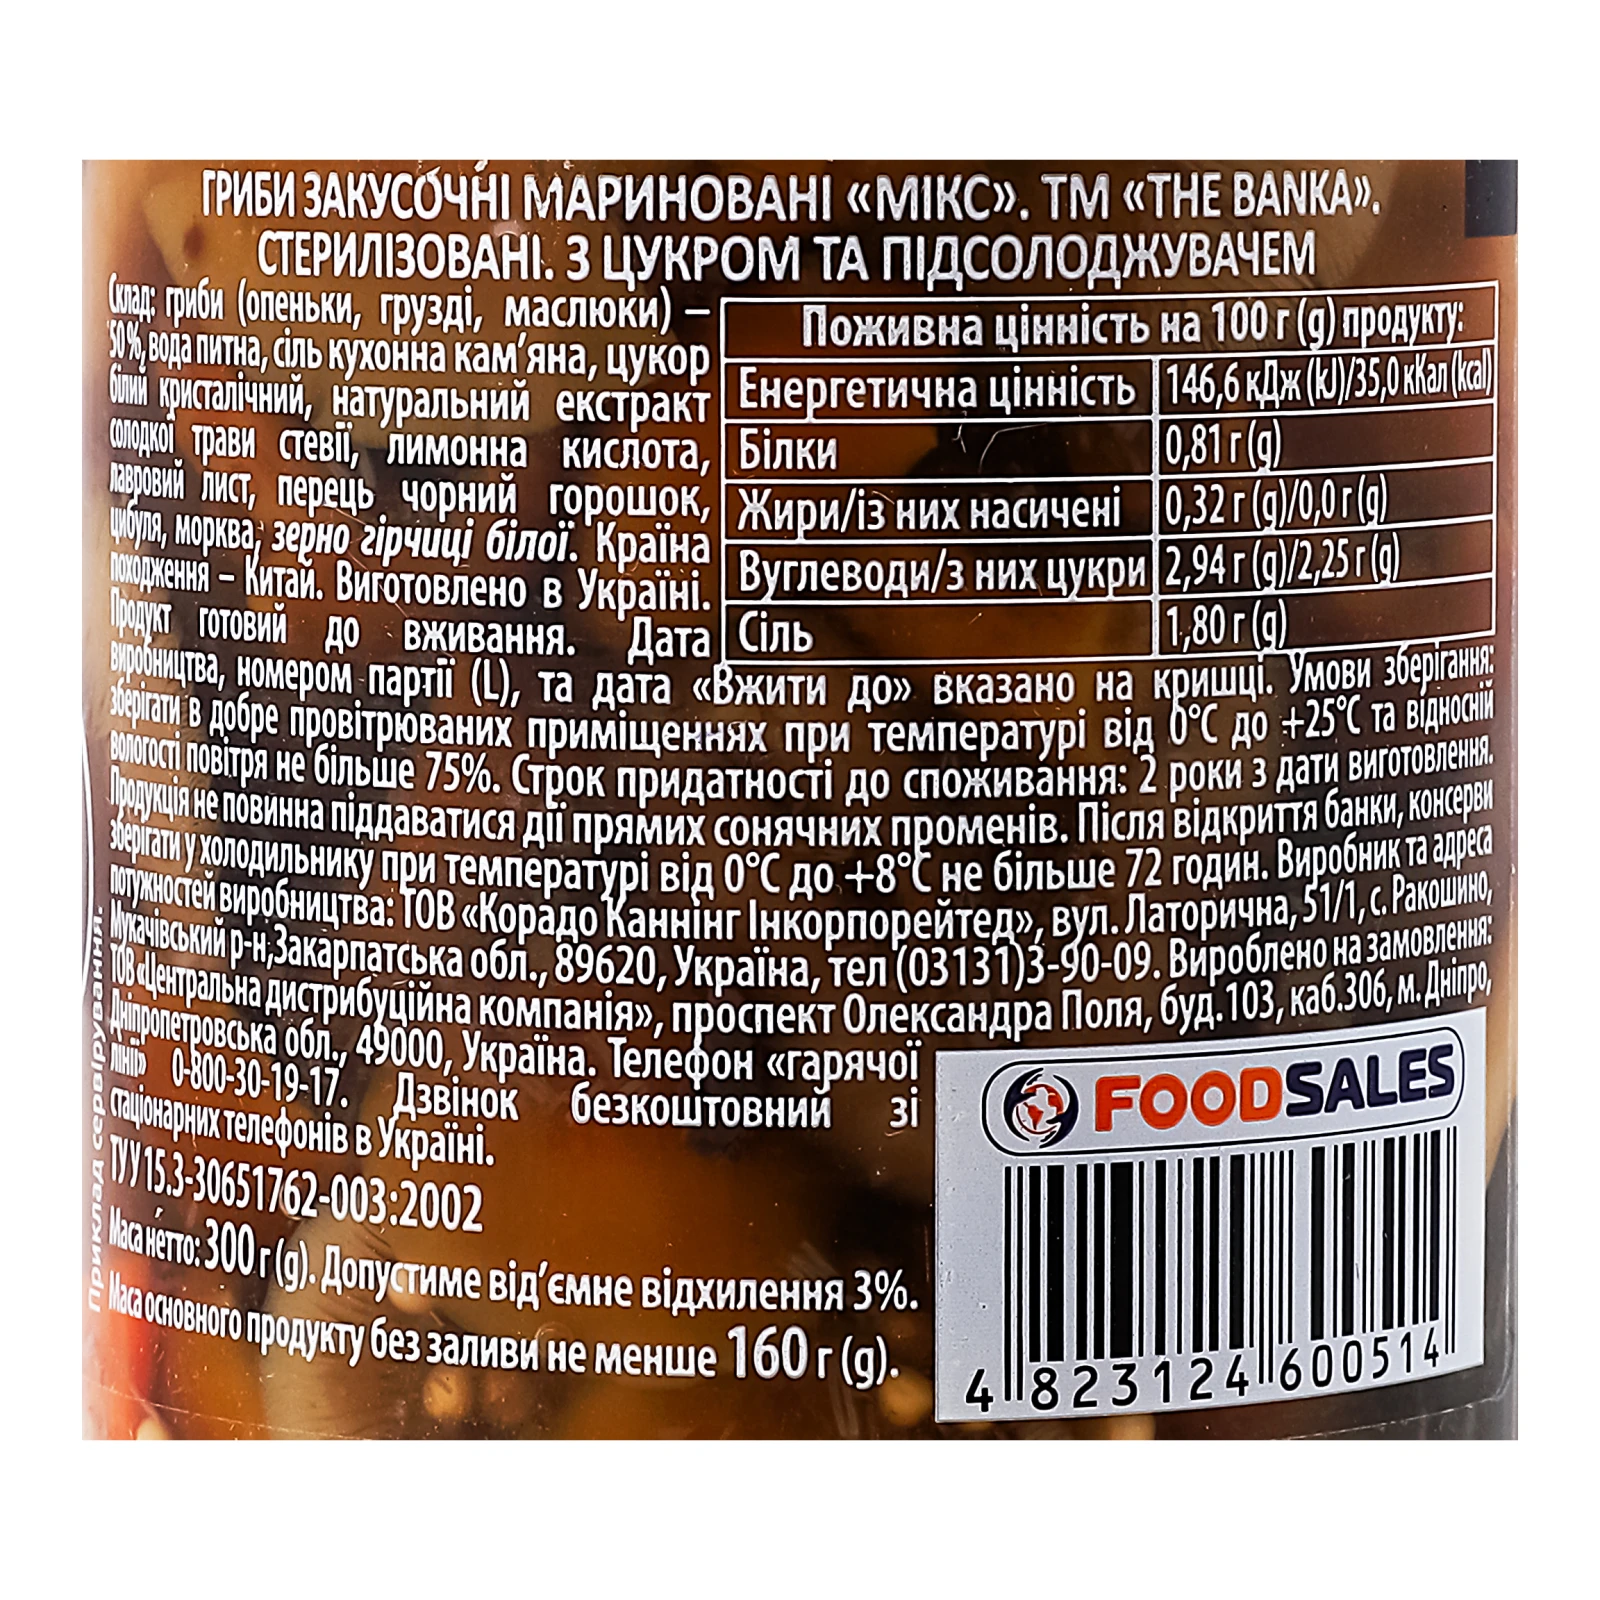 ГРИБИ ЗАКУСОЧНІ МАРИНОВАНІ «МІКС». ТМ «THE BANKA».
СТЕРИЛІЗОВАНІ. З ЦУКРОМ ТА ПІДСОЛОДЖУВАЧЕМ
Склад: гриби (опеньки, грузді, маслюки) –
50%, вода питна, сіль кухонна кам'яна, цукор
білий кристалічний, натуральний екстракт
солодкої трави стевії, лимонна кислота,
лавровий лист, перець чорний горошок,
цибуля, морква, зерно гірчиці білої. Країна
походження – Китай. Виготовлено в Україні.
Продукт готовий до вживання. Дата
Поживна цінність на 100 г (g) продукту:
Енергетична цінність 146,6 кДж (kJ)/35,0 кКал (kcal)
Білки 0,81 г (g)
Жири/із них насичені 0,32 г (g)/0,0 г (g)
Вуглеводи/з них цукри 2,94 г (g)/2,25 г (g)
Сіль 1,80 г (g)
виробництва, номером партії (L), та дата «Вжити до» вказано на кришці. Умови зберігання:
зберігати в добре провітрюваних приміщеннях при температурі від 0°С до +25°С та відносній
вологості повітря не більше 75%. Строк придатності до споживання: 2 роки з дати виготовлення.
Продукція не повинна піддаватися дії прямих сонячних променів. Після відкриття банки, консерви
зберігати у холодильнику при температурі від 0°С до +8°С не більше 72 годин. Виробник та адреса
потужностей виробництва: ТОВ «Корадо Каннінг Інкорпорейтед», вул. Латорична, 51/1, с. Ракошино,
Мукачівський р-н, Закарпатська обл., 89620, Україна, тел (03131)3-90-09. Вироблено на замовлення:
ТОВ «Центральна дистрибуційна компанія», проспект Олександра Поля, буд.103, каб.306, м. Дніпро,
Дніпропетровська обл., 49000, Україна. Телефон «гарячої
лінії» 0-800-30-19-17. Дзвінок безкоштовний зі
стаціонарних телефонів в Україні.
ТУ У 15.3-30651762-003:2002
Маса нетто: 300 г (g). Допустиме від'ємне відхилення 3%.
Маса основного продукту без заливи не менше 160 г (g).
Приклад сервірування.
FOODSALES
4 823124 600514